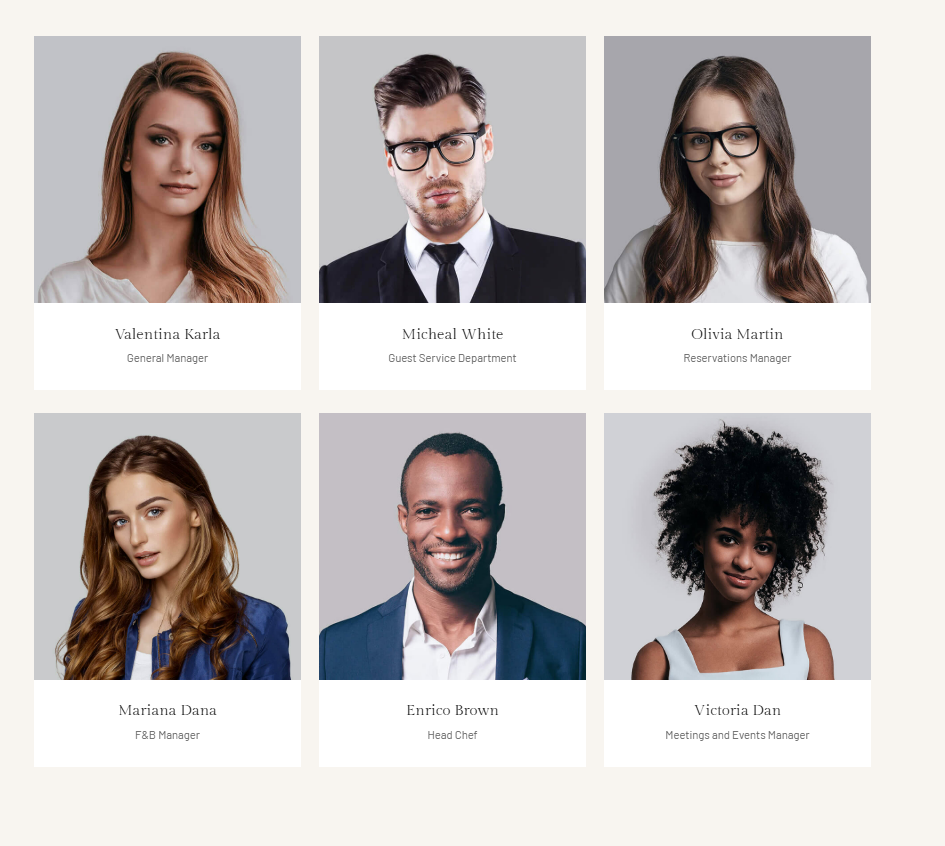 Valentina Karla
General Manager
Micheal White
Guest Service Department
Olivia Martin
Reservations Manager
Mariana Dana
F&B Manager
Enrico Brown
Head Chef
Victoria Dan
Meetings and Events Manager